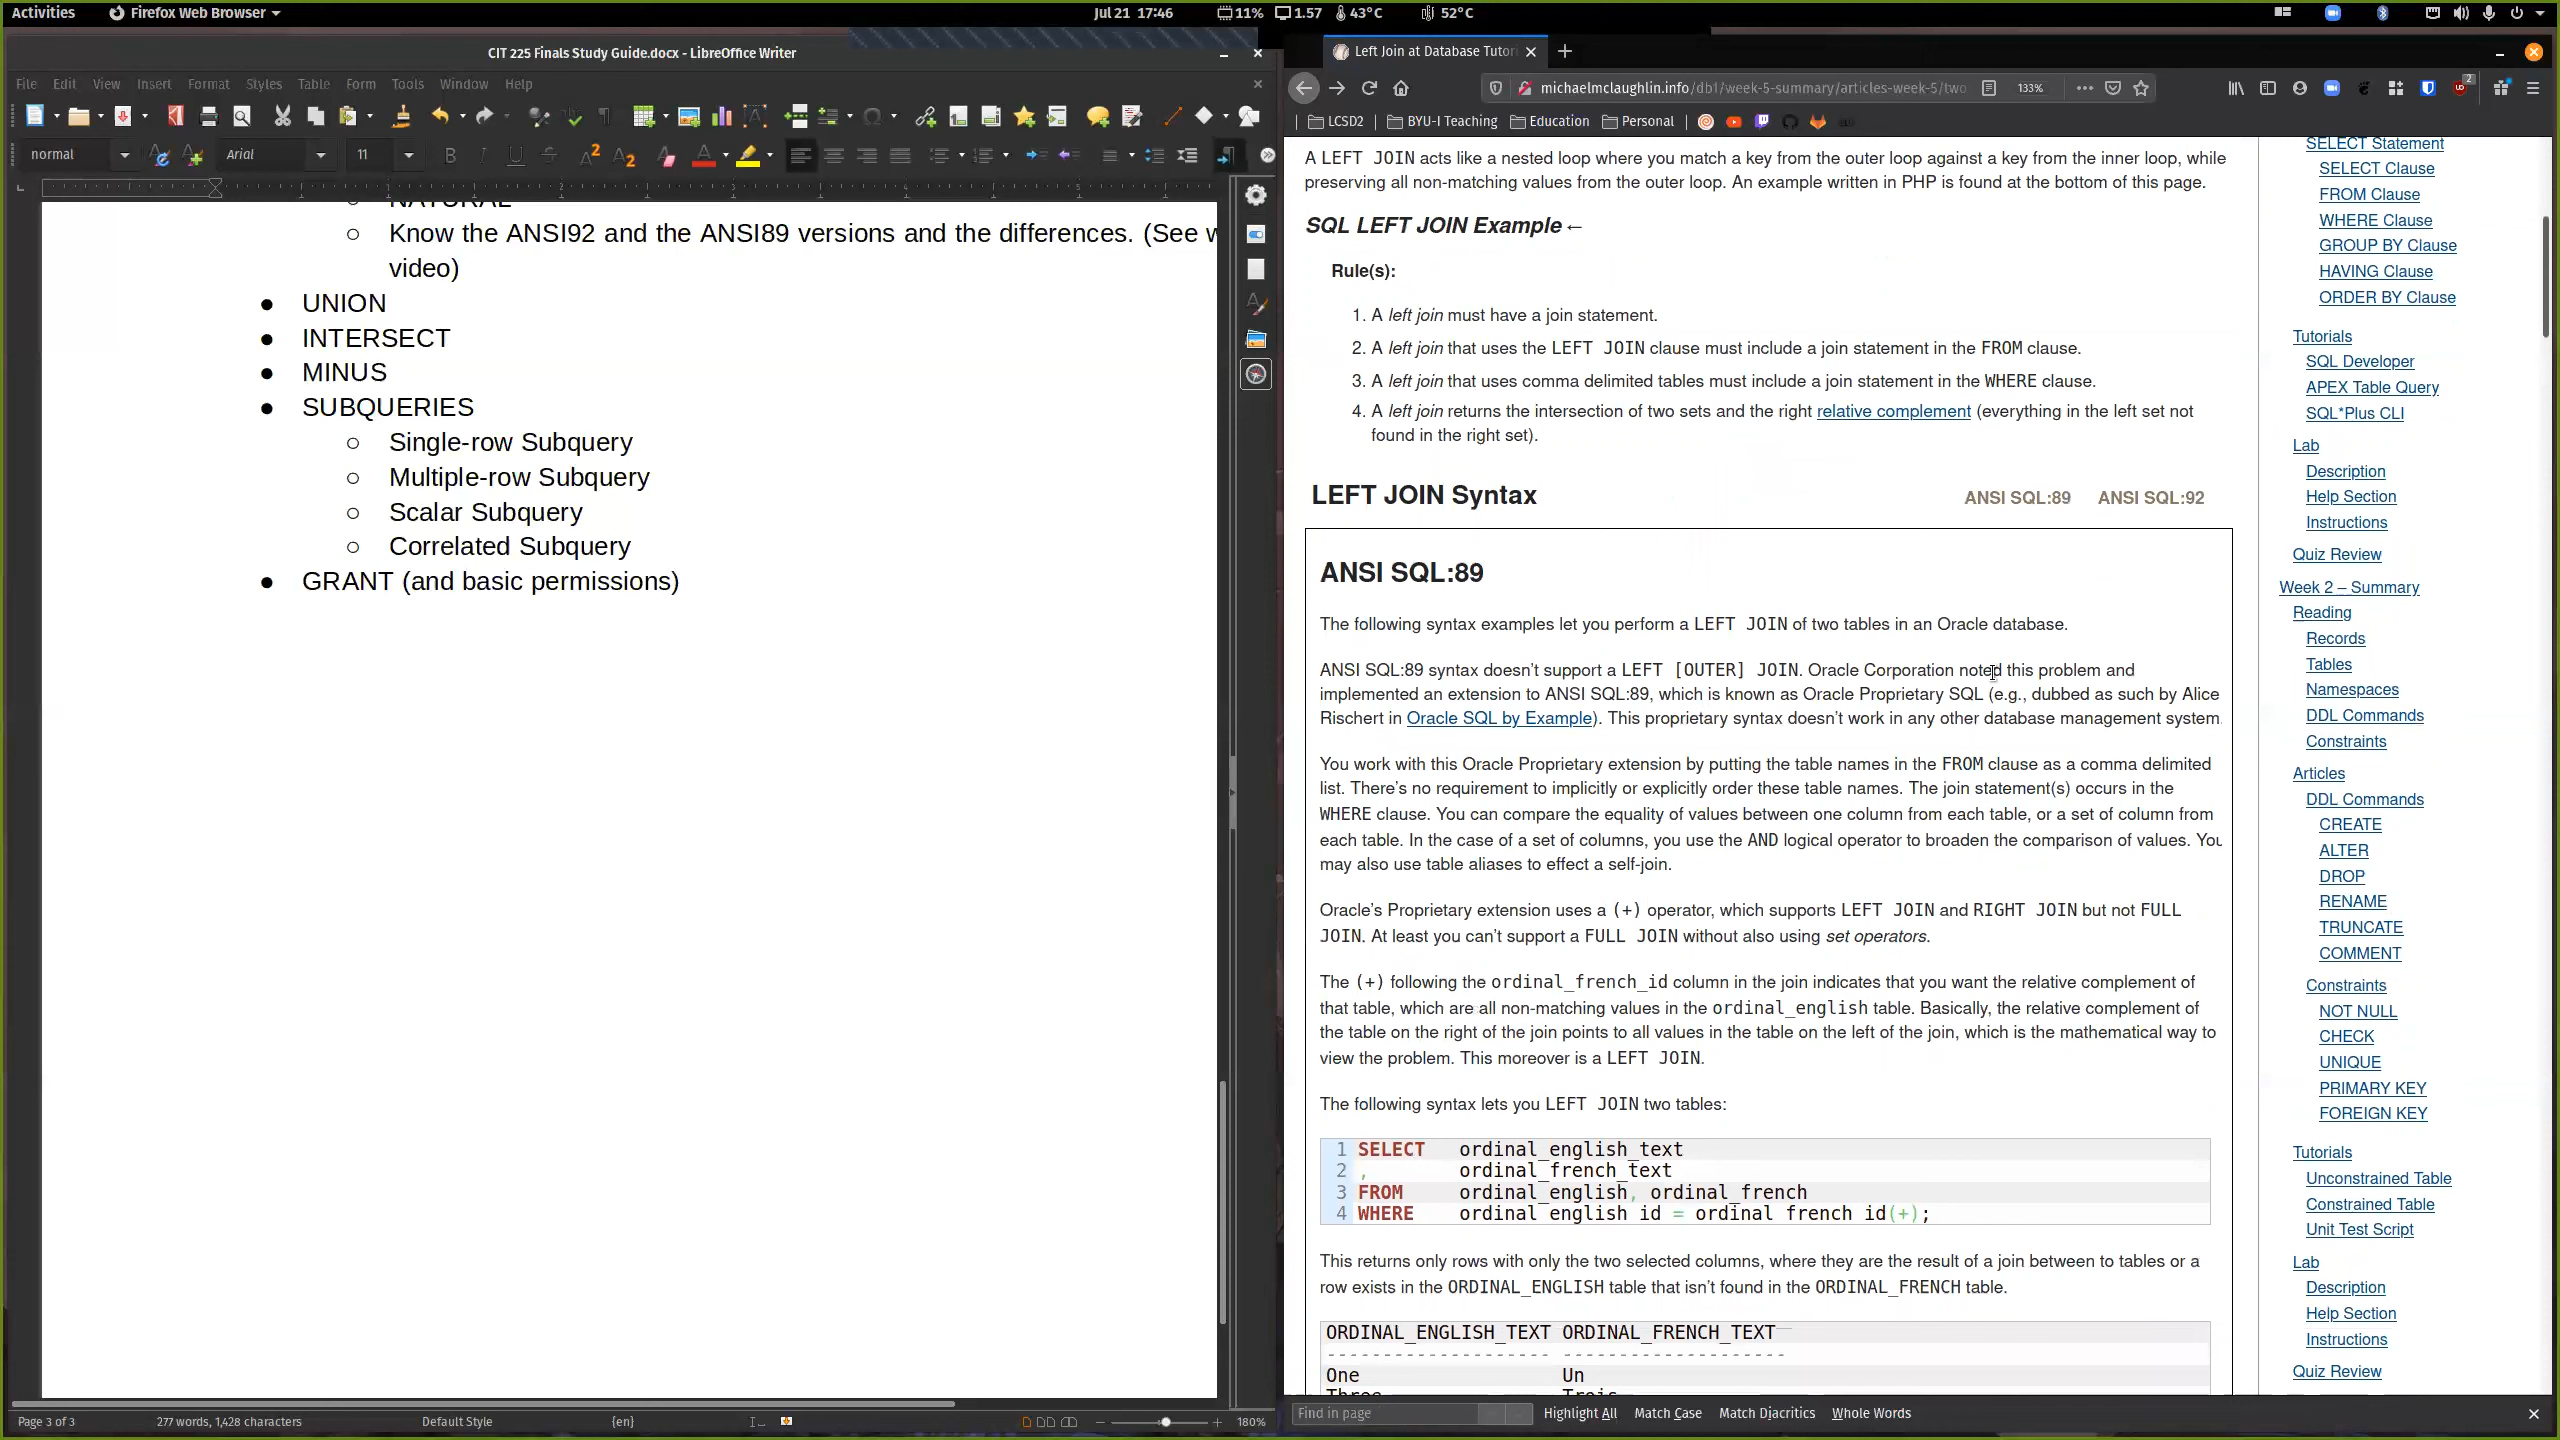 Activities
Firefox Web Browser
Jul 21 17:46
11%
1.57
43°C
52°C
CIT 225 Finals Study Guide.docx - LibreOffice Writer
File Edit View Insert Format Styles Table Form Tools Window Help
normal
Arial
11
NATURAL
Know the ANSI92 and the ANSI89 versions and the differences. (See
video)
UNION
INTERSECT
MINUS
SUBQUERIES
Single-row Subquery
Multiple-row Subquery
Scalar Subquery
Correlated Subquery
GRANT (and basic permissions)
Page 3 of 3
277 words, 1,428 characters
Default Style
{en}
180%
Left Join at Database Tutori
michaelmclaughlin.info/db1/week-5-summary/articles-week-5/two
133%
LCSD2
BYU-I Teaching
Education
Personal
A LEFT JOIN acts like a nested loop where you match a key from the outer loop against a key from the inner loop, while
preserving all non-matching values from the outer loop. An example written in PHP is found at the bottom of this page.
SQL LEFT JOIN Example←
Rule(s):
1. A left join must have a join statement.
2. A left join that uses the LEFT JOIN clause must include a join statement in the FROM clause.
3. A left join that uses comma delimited tables must include a join statement in the WHERE clause.
4. A left join returns the intersection of two sets and the right relative complement (everything in the left set not
found in the right set).
LEFT JOIN Syntax
ANSI SQL:89 ANSI SQL:92
ANSI SQL:89
The following syntax examples let you perform a LEFT JOIN of two tables in an Oracle database.
ANSI SQL:89 syntax doesn't support a LEFT [OUTER] JOIN. Oracle Corporation noted this problem and
implemented an extension to ANSI SQL:89, which is known as Oracle Proprietary SQL (e.g., dubbed as such by Alice
Rischert in Oracle SQL by Example). This proprietary syntax doesn't work in any other database management system.
You work with this Oracle Proprietary extension by putting the table names in the FROM clause as a comma delimited
list. There's no requirement to implicitly or explicitly order these table names. The join statement(s) occurs in the
WHERE clause. You can compare the equality of values between one column from each table, or a set of column from
each table. In the case of a set of columns, you use the AND logical operator to broaden the comparison of values. You
may also use table aliases to effect a self-join.
Oracle's Proprietary extension uses a (+) operator, which supports LEFT JOIN and RIGHT JOIN but not FULL
JOIN. At least you can't support a FULL JOIN without also using set operators.
The (+) following the ordinal_french_id column in the join indicates that you want the relative complement of
that table, which are all non-matching values in the ordinal_english table. Basically, the relative complement of
the table on the right of the join points to all values in the table on the left of the join, which is the mathematical way to
view the problem. This moreover is a LEFT JOIN.
The following syntax lets you LEFT JOIN two tables:
1 SELECT ordinal_english_text
2 , ordinal_french_text
3 FROM ordinal_english, ordinal_french
4 WHERE ordinal_english_id = ordinal_french_id(+);
This returns only rows with only the two selected columns, where they are the result of a join between to tables or a
row exists in the ORDINAL_ENGLISH table that isn't found in the ORDINAL_FRENCH table.
ORDINAL_ENGLISH_TEXT ORDINAL_FRENCH_TEXT
-------------------- --------------------
One Un
Three Trois
SELECT Statement
SELECT Clause
FROM Clause
WHERE Clause
GROUP BY Clause
HAVING Clause
ORDER BY Clause
Tutorials
SQL Developer
APEX Table Query
SQL*Plus CLI
Lab
Description
Help Section
Instructions
Quiz Review
Week 2 – Summary
Reading
Records
Tables
Namespaces
DDL Commands
Constraints
Articles
DDL Commands
CREATE
ALTER
DROP
RENAME
TRUNCATE
COMMENT
Constraints
NOT NULL
CHECK
UNIQUE
PRIMARY KEY
FOREIGN KEY
Tutorials
Unconstrained Table
Constrained Table
Unit Test Script
Lab
Description
Help Section
Instructions
Quiz Review
Find in page
Highlight All Match Case Match Diacritics Whole Words